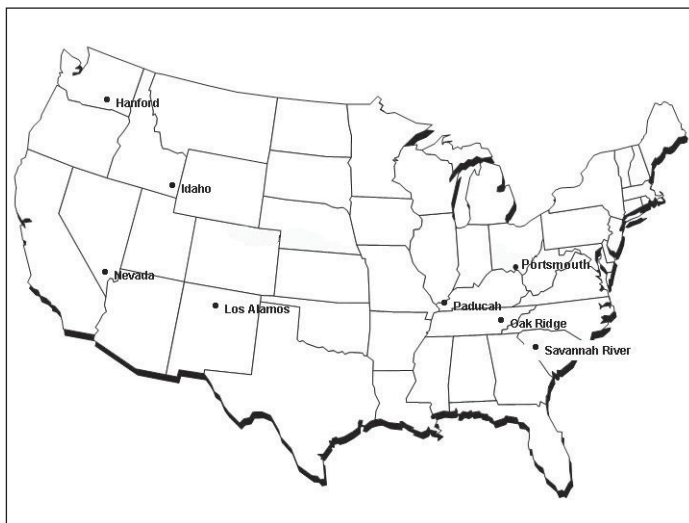 Hanford
Idaho
Nevada
Portsmouth
Los Alamos
Paducah
Oak Ridge
Savannah River